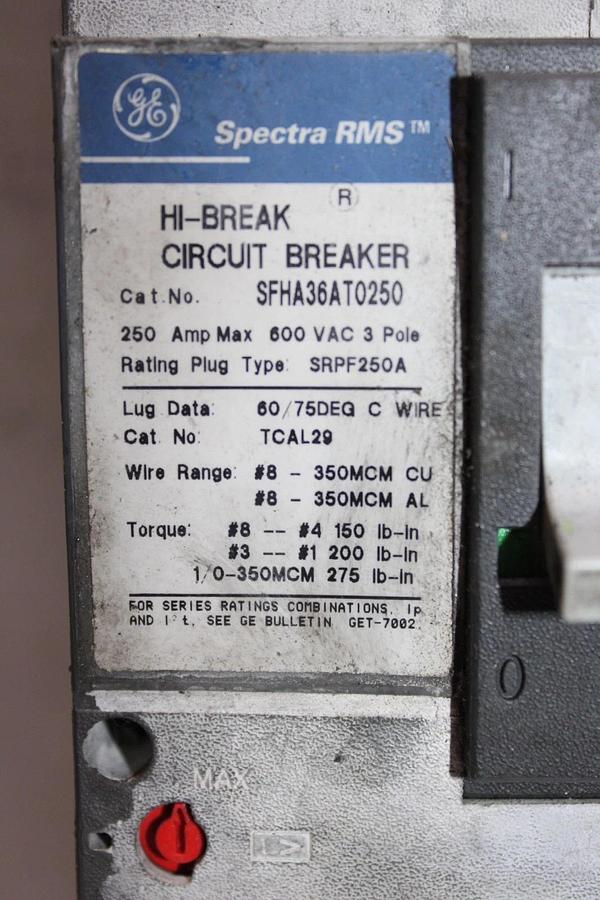 GE
Spectra RMS™
HI-BREAK ®
CIRCUIT BREAKER
Cat.No. SFHA36AT0250
250 Amp Max 600 VAC 3 Pole
Rating Plug Type: SRPF250A
Lug Data: 60/75DEG C WIRE
Cat. No: TCAL29
Wire Range: #8 - 350MCM CU
#8 - 350MCM AL
Torque: #8 -- #4 150 lb-in
#3 -- #1 200 lb-in
1/0-350MCM 275 lb-in
FOR SERIES RATINGS COMBINATIONS, Ip
AND I²t, SEE GE BULLETIN GET-7002.
I
O
MAX